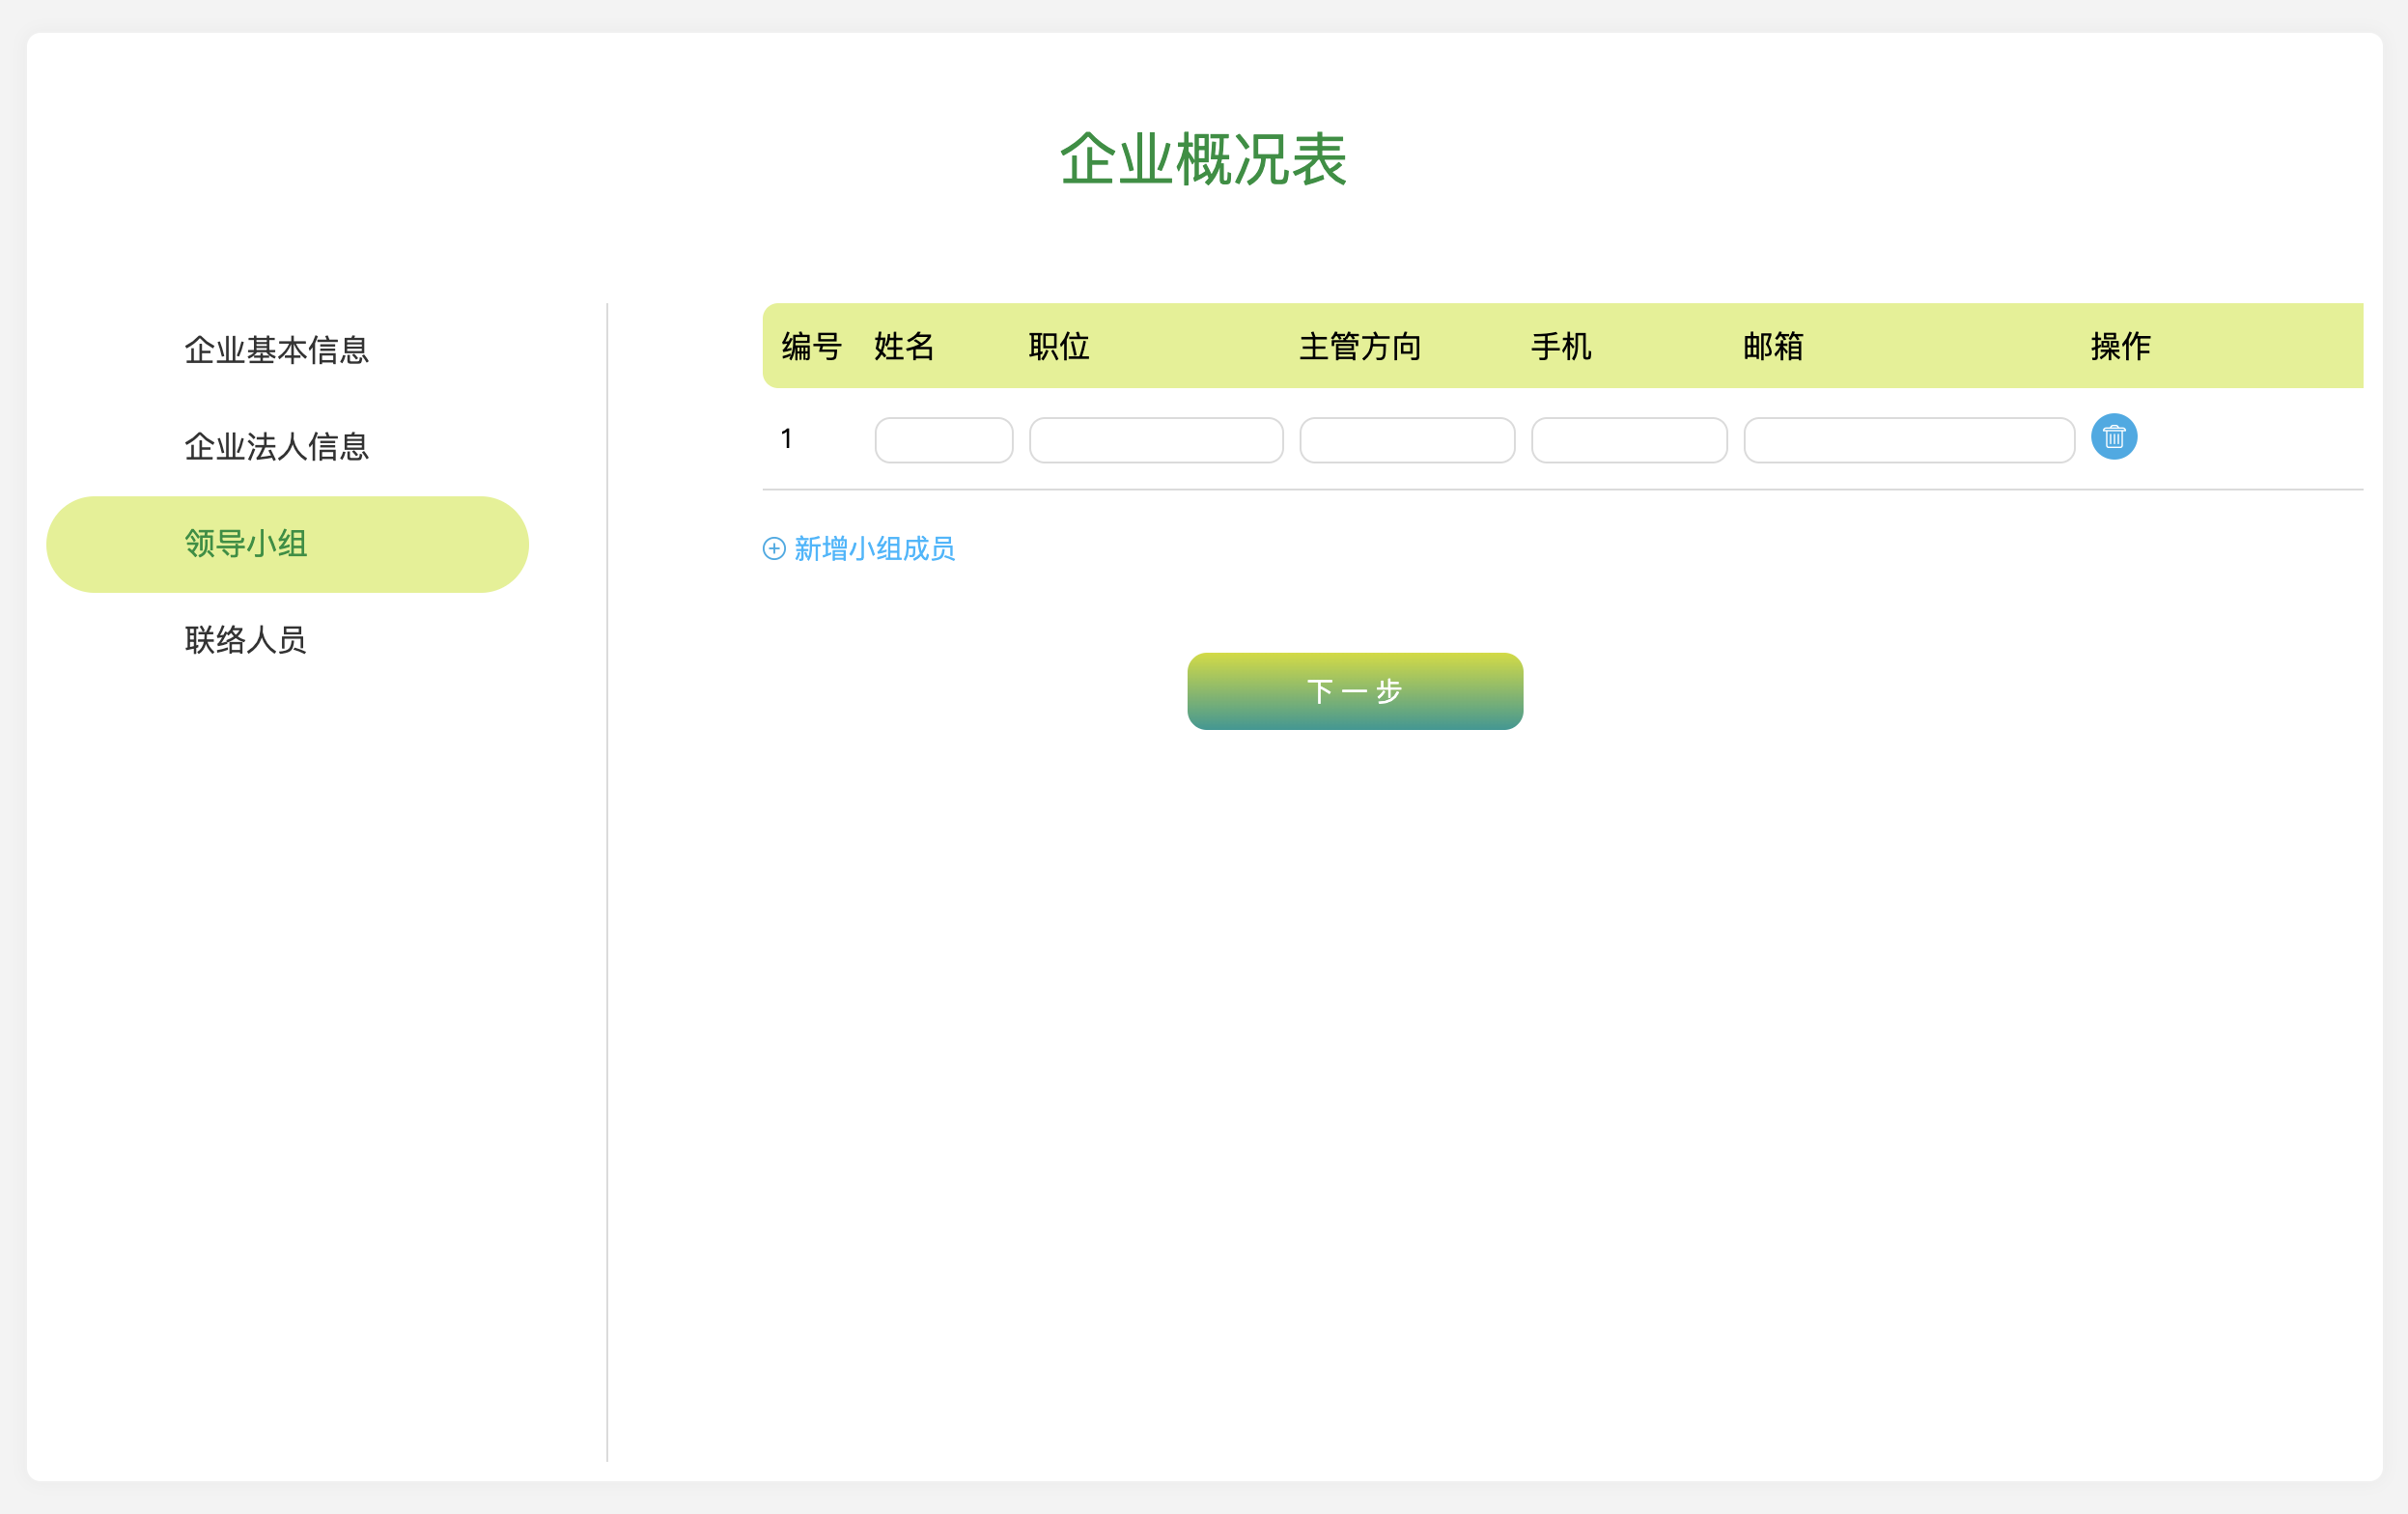 企业概况表
企业基本信息
企业法人信息
领导小组
联络人员
编号 姓名 职位 主管方向 手机 邮箱 操作
1
新增小组成员
下一步